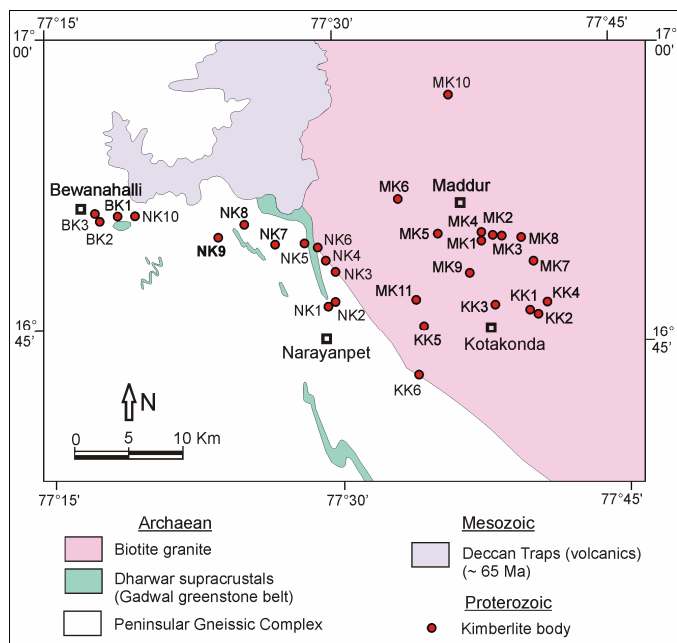 77°15'
77°30'
77°45'
17°
00'
17°
00'
MK10
Bewanahalli
BK1
NK10
BK3
BK2
NK8
NK9
NK7
NK5
NK6
NK4
NK3
NK1
NK2
Narayanpet
MK6
Maddur
MK4
MK2
MK5
MK1
MK3
MK8
MK7
MK9
MK11
KK3
KK1
KK4
KK2
KK5
Kotakonda
KK6
16°
45'
16°
45'
N
0 5 10 Km
77°15'
77°30'
77°45'
Archaean
Biotite granite
Dharwar supracrustals
(Gadwal greenstone belt)
Peninsular Gneissic Complex
Mesozoic
Deccan Traps (volcanics)
(~ 65 Ma)
Proterozoic
Kimberlite body